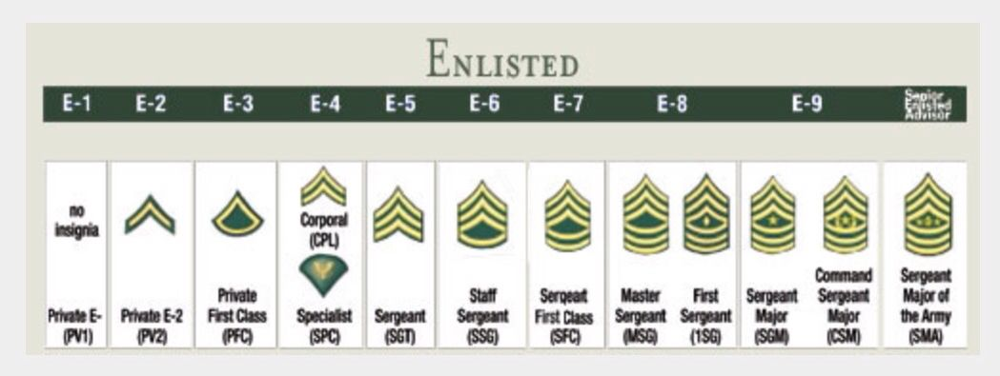 ENLISTED
E-1 E-2 E-3 E-4 E-5 E-6 E-7 E-8 E-9 Senior
Enlisted
Advisor
no
insignia
Private E-
(PV1)
Private E-2
(PV2)
Private
First Class
(PFC)
Corporal
(CPL)
Specialist
(SPC)
Sergeant
(SGT)
Staff
Sergeant
(SSG)
Sergeant
First Class
(SFC)
Master
Sergeant
(MSG)
First
Sergeant
(1SG)
Sergeant
Major
(SGM)
Command
Sergeant
Major
(CSM)
Sergeant
Major of
the Army
(SMA)